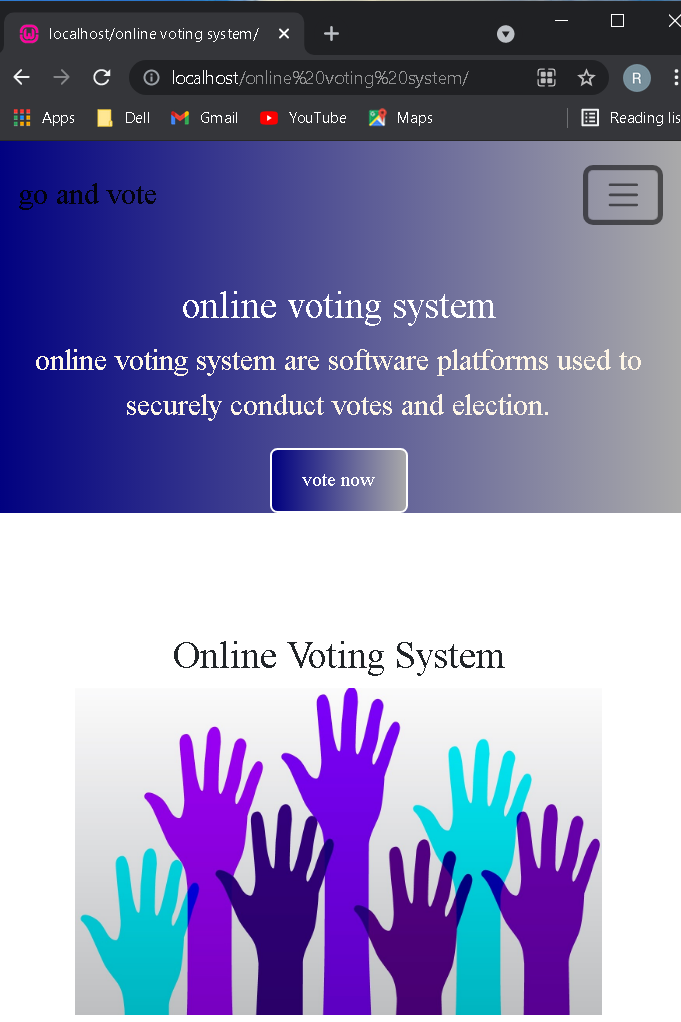 localhost/online voting system/
localhost/online%20voting%20system/
R
Apps Dell Gmail YouTube Maps Reading lis
go and vote
online voting system
online voting system are software platforms used to
securely conduct votes and election.
vote now
Online Voting System